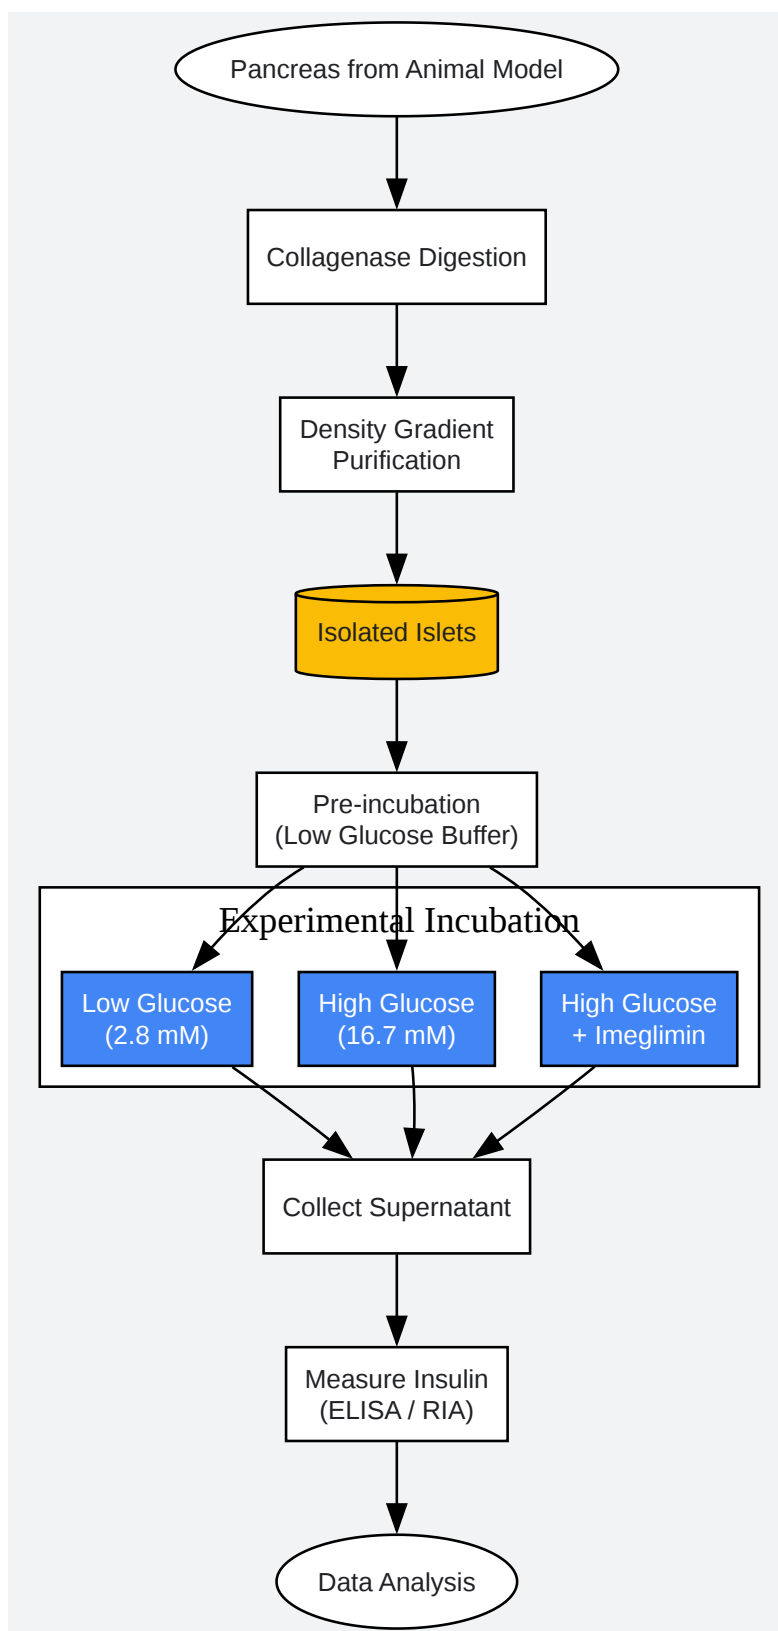 Pancreas from Animal Model
Collagenase Digestion
Density Gradient
Purification
Isolated Islets
Pre-incubation
(Low Glucose Buffer)
Experimental Incubation
Low Glucose
(2.8 mM)
High Glucose
(16.7 mM)
High Glucose
+ Imeglimin
Collect Supernatant
Measure Insulin
(ELISA / RIA)
Data Analysis